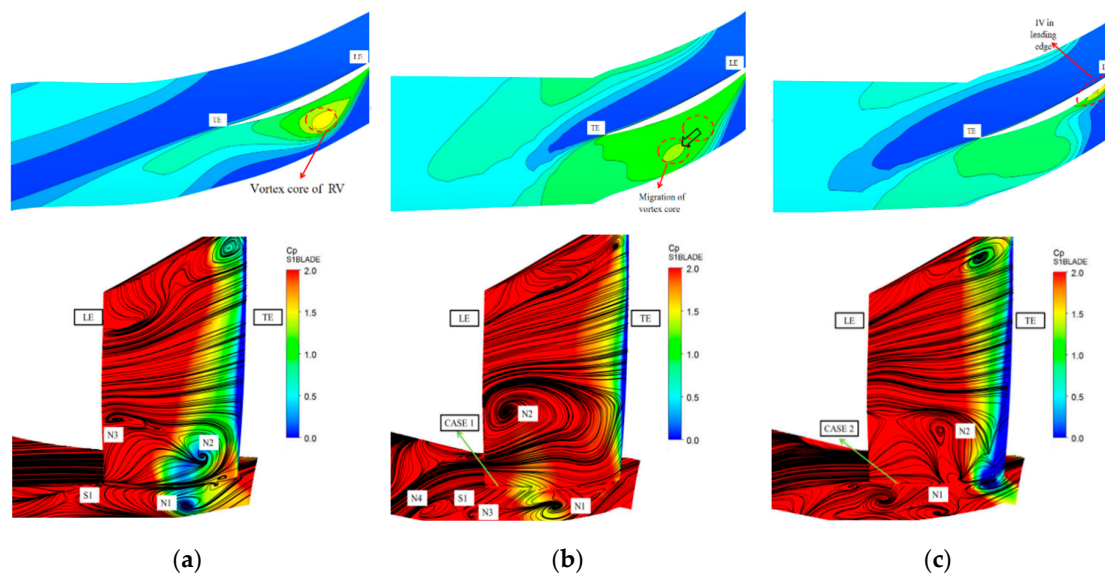 LE
TE
Vortex core of RV
LE
TE
Migration of
vortex core
IV in
leading
edge
TE
Cp
S1BLADE
2.0
1.5
1.0
0.5
0.0
LE
TE
N3
N2
S1
N1
Cp
S1BLADE
2.0
1.5
1.0
0.5
0.0
LE
TE
N2
CASE 1
N4
S1
N3
N1
Cp
S1BLADE
2.0
1.5
1.0
0.5
0.0
LE
TE
CASE 2
N2
N1
(a)
(b)
(c)